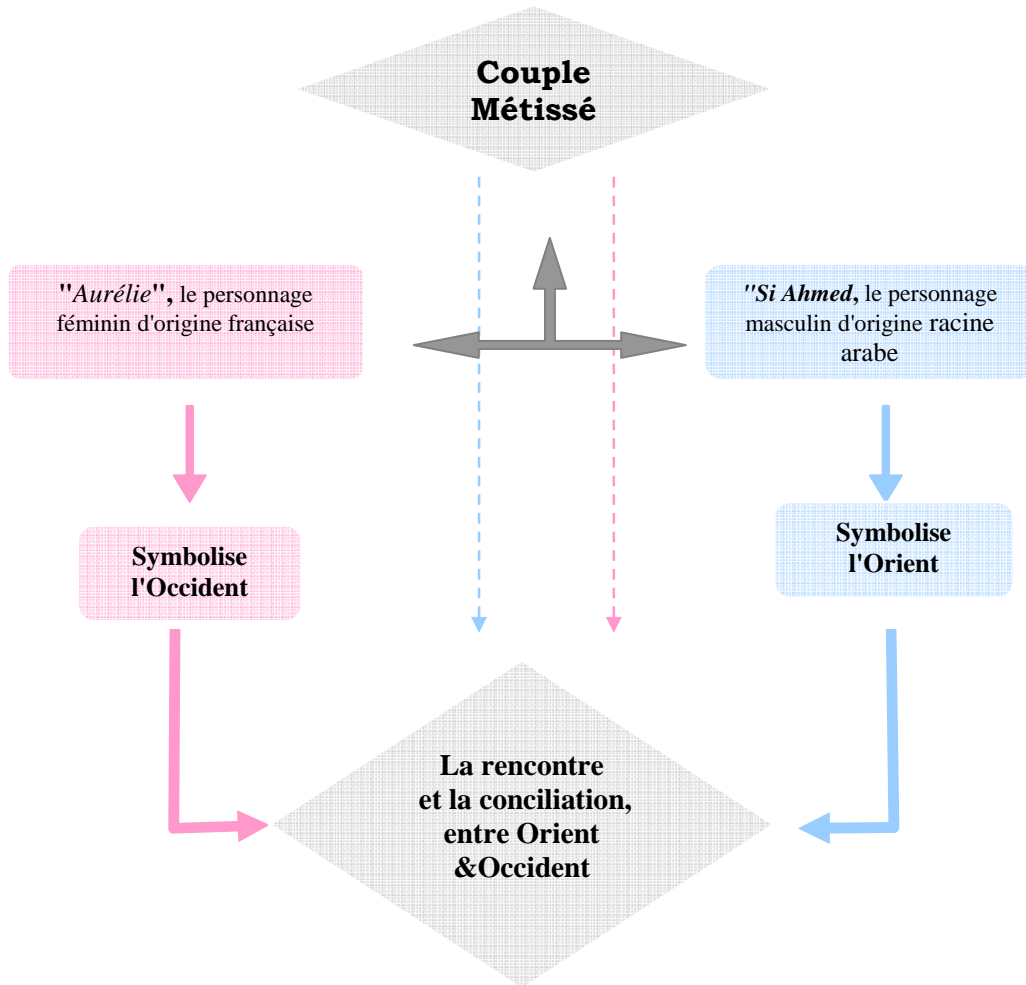 Couple
Métissé
"Aurélie", le personnage
féminin d'origine française
"Si Ahmed, le personnage
masculin d'origine racine
arabe
Symbolise
l'Occident
Symbolise
l'Orient
La rencontre
et la conciliation,
entre Orient
&Occident